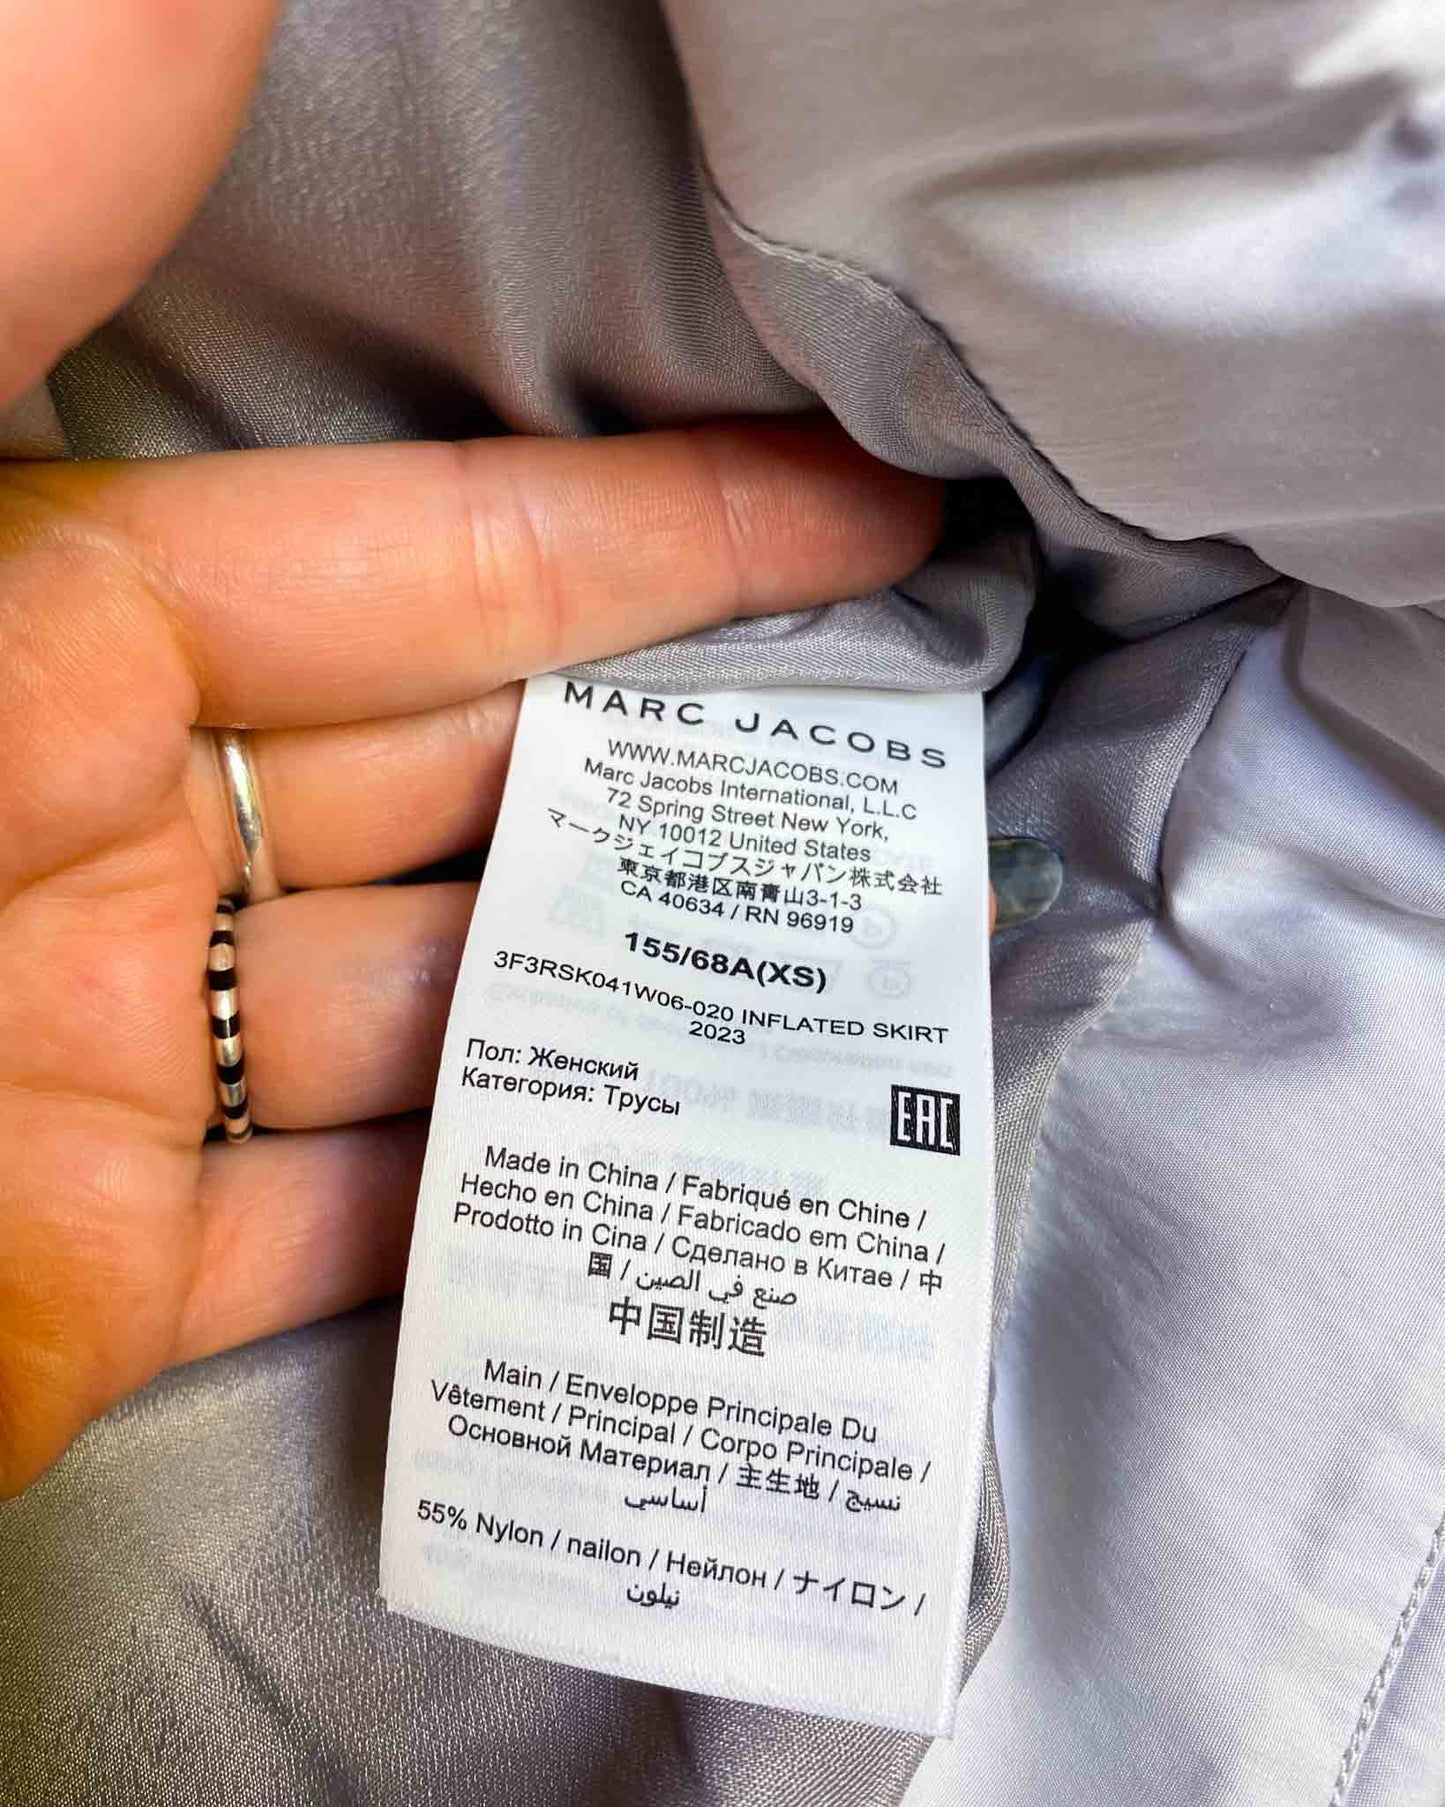 MARC JACOBS
WWW.MARCJACOBS.COM
Marc Jacobs International, L.L.C
72 Spring Street New York,
NY 10012 United States
マークジェイコブスジャパン株式会社
東京都港区南青山3-1-3
CA 40634 / RN 96919
155/68A(XS)
3F3RSK041W06-020 INFLATED SKIRT
2023
Пол: Женский
Категория: Трусы
EAC
Made in China / Fabriqué en Chine /
Hecho en China / Fabricado em China /
Prodotto in Cina / Сделано в Китае / 中
国 / صنع في الصين
中国制造
Main / Enveloppe Principale Du
Vêtement / Principal / Corpo Principale /
Основной Материал / 主生地 / نسيج
أساسي
55% Nylon / nailon / Нейлон / ナイロン /
نيلون